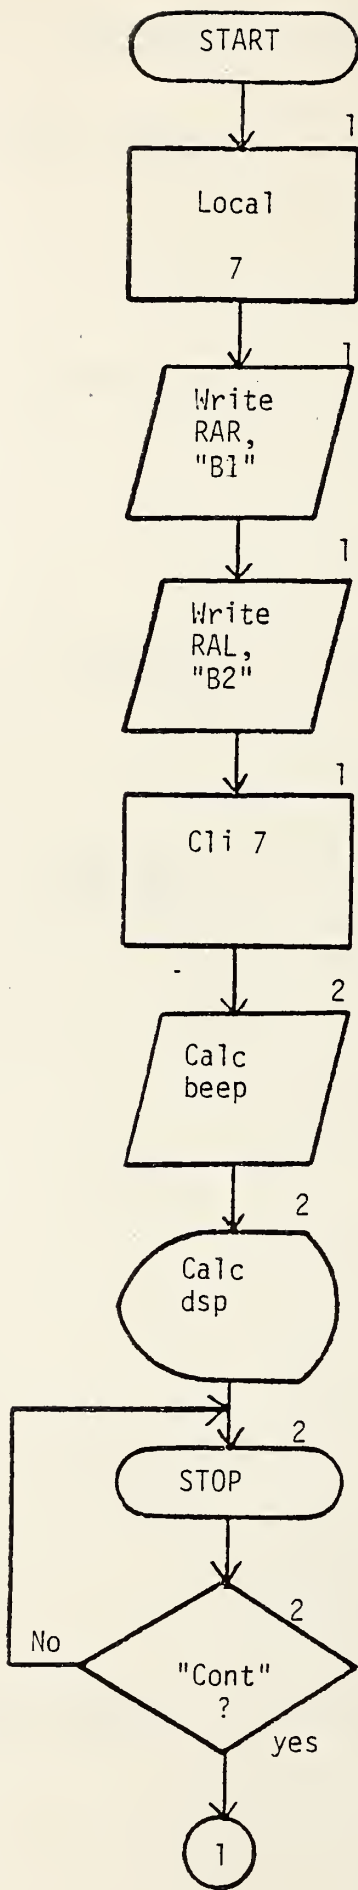 START
1
Local
7
1
Write
RAR,
"B1"
1
Write
RAL,
"B2"
1
Cli 7
2
Calc
beep
2
Calc
dsp
2
STOP
2
No
"Cont"
?
yes
1